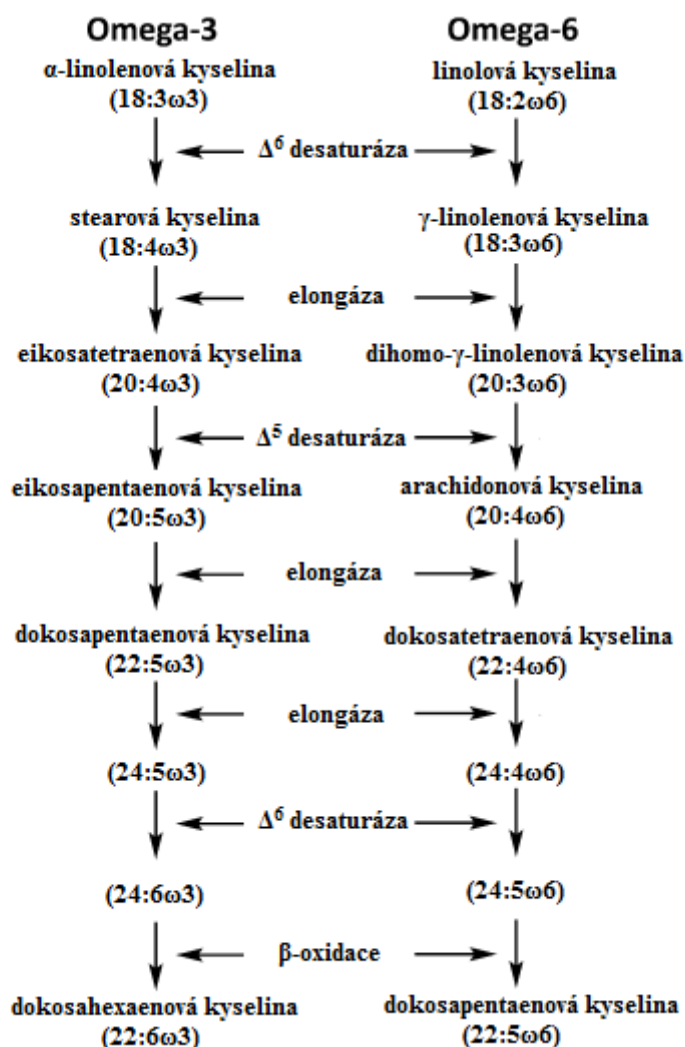 Omega-3 Omega-6
α-linolenová kyselina linolová kyselina
(18:3ω3) (18:2ω6)
Δ⁶ desaturáza
stearová kyselina γ-linolenová kyselina
(18:4ω3) (18:3ω6)
elongáza
eikosatetraenová kyselina dihomo-γ-linolenová kyselina
(20:4ω3) (20:3ω6)
Δ⁵ desaturáza
eikosapentaenová kyselina arachidonová kyselina
(20:5ω3) (20:4ω6)
elongáza
dokosapentaenová kyselina dokosatetraenová kyselina
(22:5ω3) (22:4ω6)
elongáza
(24:5ω3) (24:4ω6)
Δ⁶ desaturáza
(24:6ω3) (24:5ω6)
β-oxidace
dokosahexaenová kyselina dokosapentaenová kyselina
(22:6ω3) (22:5ω6)